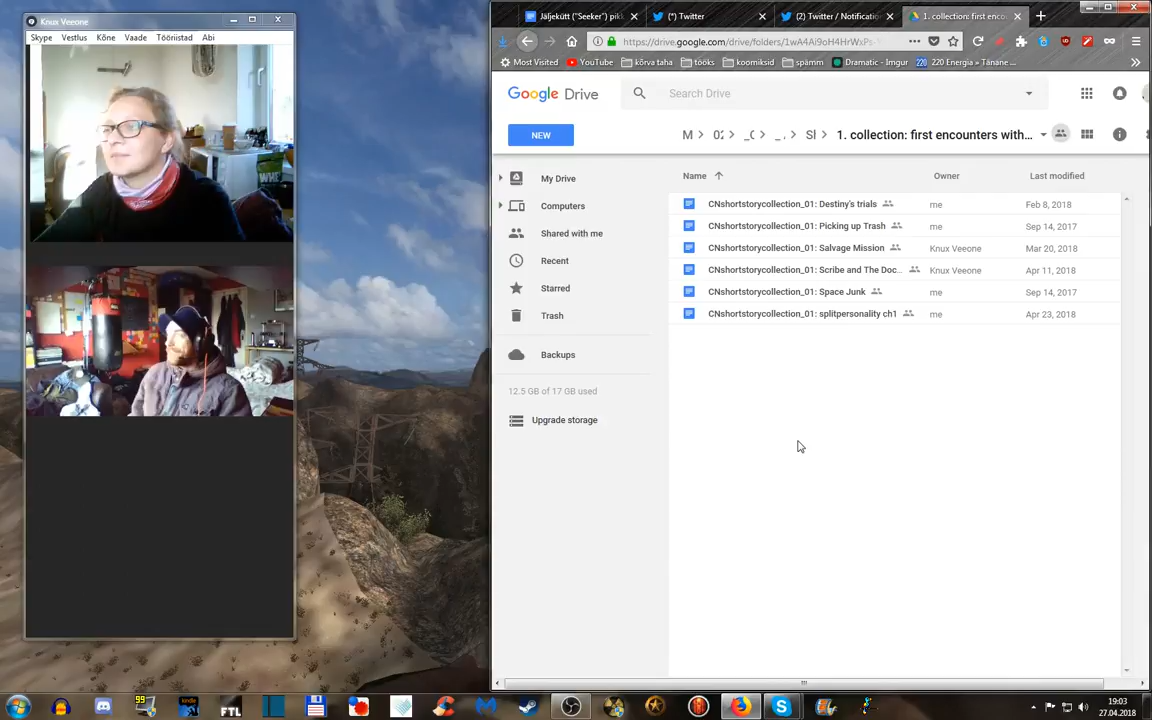 Knux Veeone
Skype Vestlus Kõne Vaade Tööriistad Abi
Jäljekütt ("Seeker") pikk
(*) Twitter
(2) Twitter / Notification
1. collection: first encou
https://drive.google.com/drive/folders/1wA4Ai9oH4HrWxPs-
Most Visited YouTube kõrva taha tööks koomiksid spämm Dramatic - Imgur 220 Energia » Tänane ...
Google Drive
Search Drive
NEW
M 02 _C _ . SI 1. collection: first encounters with...
Name Owner Last modified
My Drive
Computers
Shared with me
Recent
Starred
Trash
Backups
12.5 GB of 17 GB used
Upgrade storage
CNshortstorycollection_01: Destiny's trials me Feb 8, 2018
CNshortstorycollection_01: Picking up Trash me Sep 14, 2017
CNshortstorycollection_01: Salvage Mission Knux Veeone Mar 20, 2018
CNshortstorycollection_01: Scribe and The Doc... Knux Veeone Apr 11, 2018
CNshortstorycollection_01: Space Junk me Sep 14, 2017
CNshortstorycollection_01: splitpersonality ch1 me Apr 23, 2018
99
kindle
FTL
19:03
27.04.2018